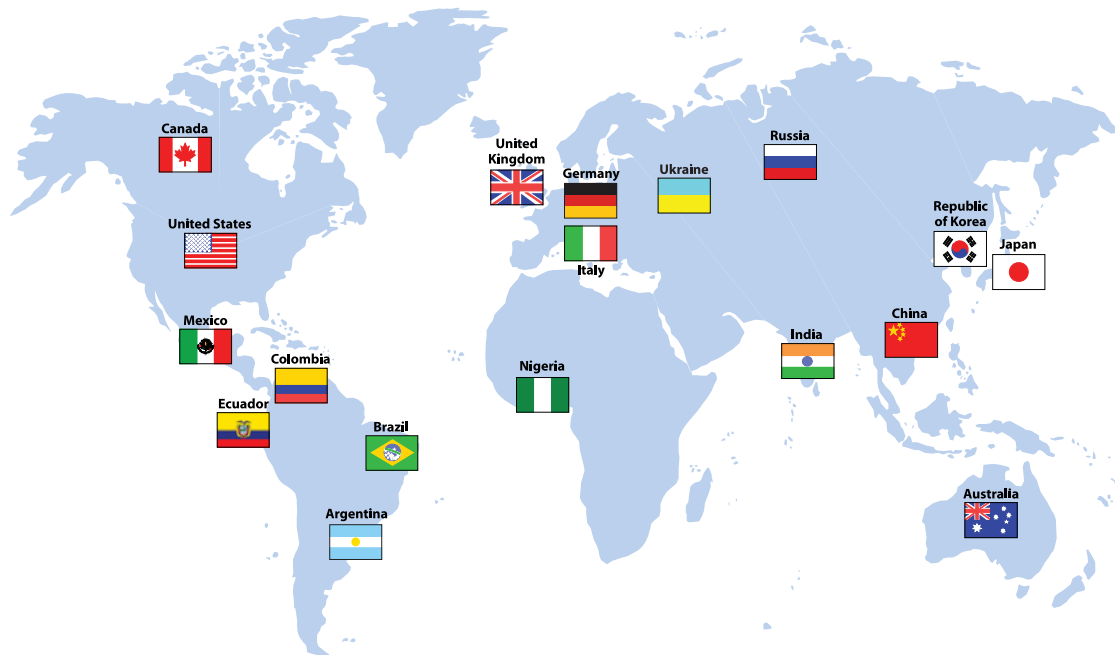 Canada
United
Kingdom
Germany
Ukraine
Russia
United States
Italy
Republic
of Korea
Japan
Mexico
Colombia
Ecuador
Brazil
Argentina
Nigeria
India
China
Australia